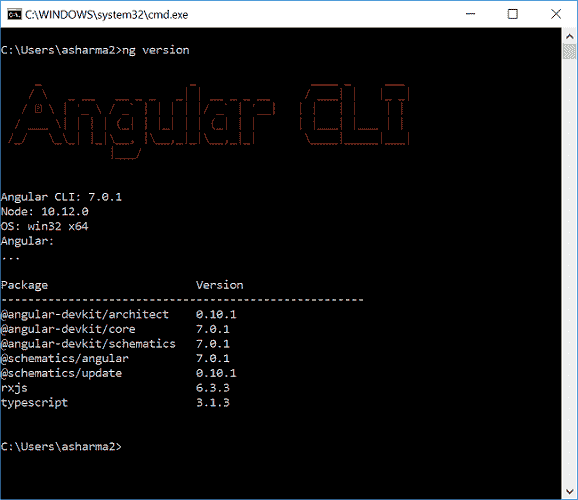 C:\WINDOWS\system32\cmd.exe
C:\Users\asharma2>ng version
Angular CLI
Angular CLI: 7.0.1
Node: 10.12.0
OS: win32 x64
Angular:
...
Package Version
------------------------------------------------------
@angular-devkit/architect 0.10.1
@angular-devkit/core 7.0.1
@angular-devkit/schematics 7.0.1
@schematics/angular 7.0.1
@schematics/update 0.10.1
rxjs 6.3.3
typescript 3.1.3
C:\Users\asharma2>